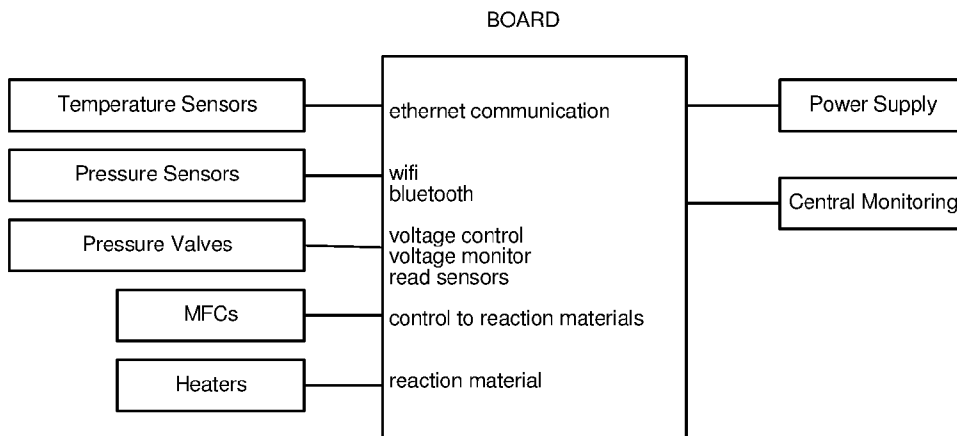 BOARD
Temperature Sensors
Pressure Sensors
Pressure Valves
MFCs
Heaters
ethernet communication
wifi
bluetooth
voltage control
voltage monitor
read sensors
control to reaction materials
reaction material
Power Supply
Central Monitoring